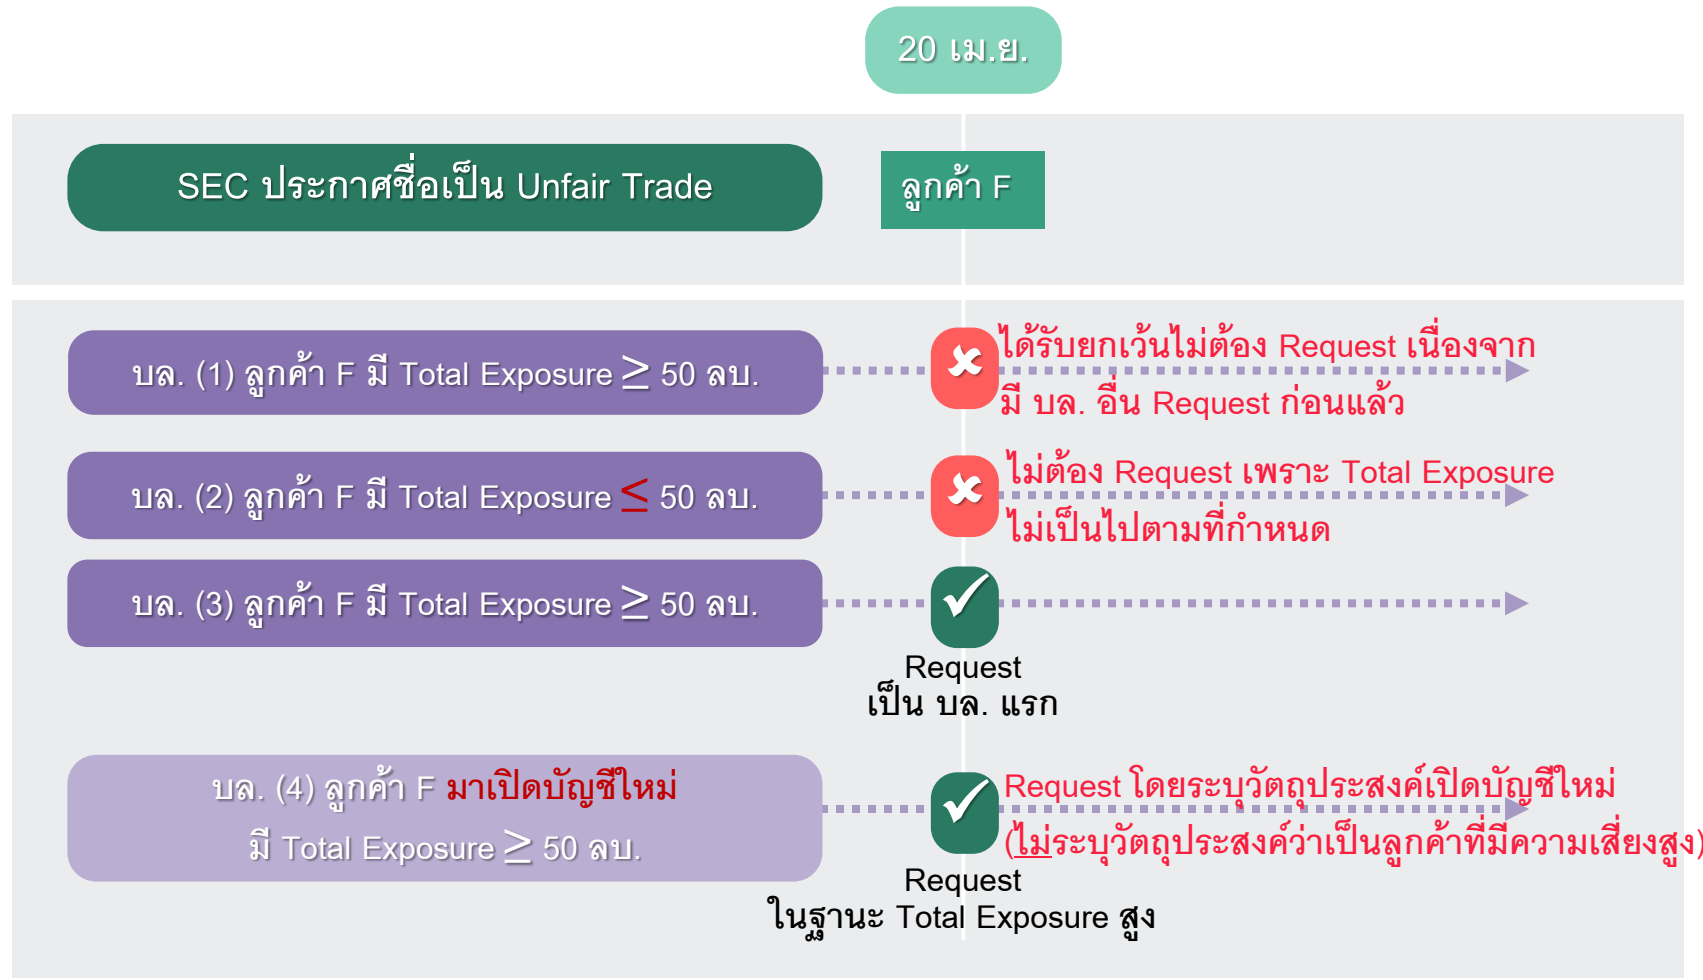 20 เม.ย.
SEC ประกาศชื่อเป็น Unfair Trade
ลูกค้า F
บล. (1) ลูกค้า F มี Total Exposure ≥ 50 ลบ.
ได้รับยกเว้นไม่ต้อง Request เนื่องจาก
มี บล. อื่น Request ก่อนแล้ว
บล. (2) ลูกค้า F มี Total Exposure ≤ 50 ลบ.
ไม่ต้อง Request เพราะ Total Exposure
ไม่เป็นไปตามที่กำหนด
บล. (3) ลูกค้า F มี Total Exposure ≥ 50 ลบ.
Request
เป็น บล. แรก
บล. (4) ลูกค้า F มาเปิดบัญชีใหม่
มี Total Exposure ≥ 50 ลบ.
Request โดยระบุวัตถุประสงค์เปิดบัญชีใหม่
(ไม่ระบุวัตถุประสงค์ว่าเป็นลูกค้าที่มีความเสี่ยงสูง)
Request
ในฐานะ Total Exposure สูง